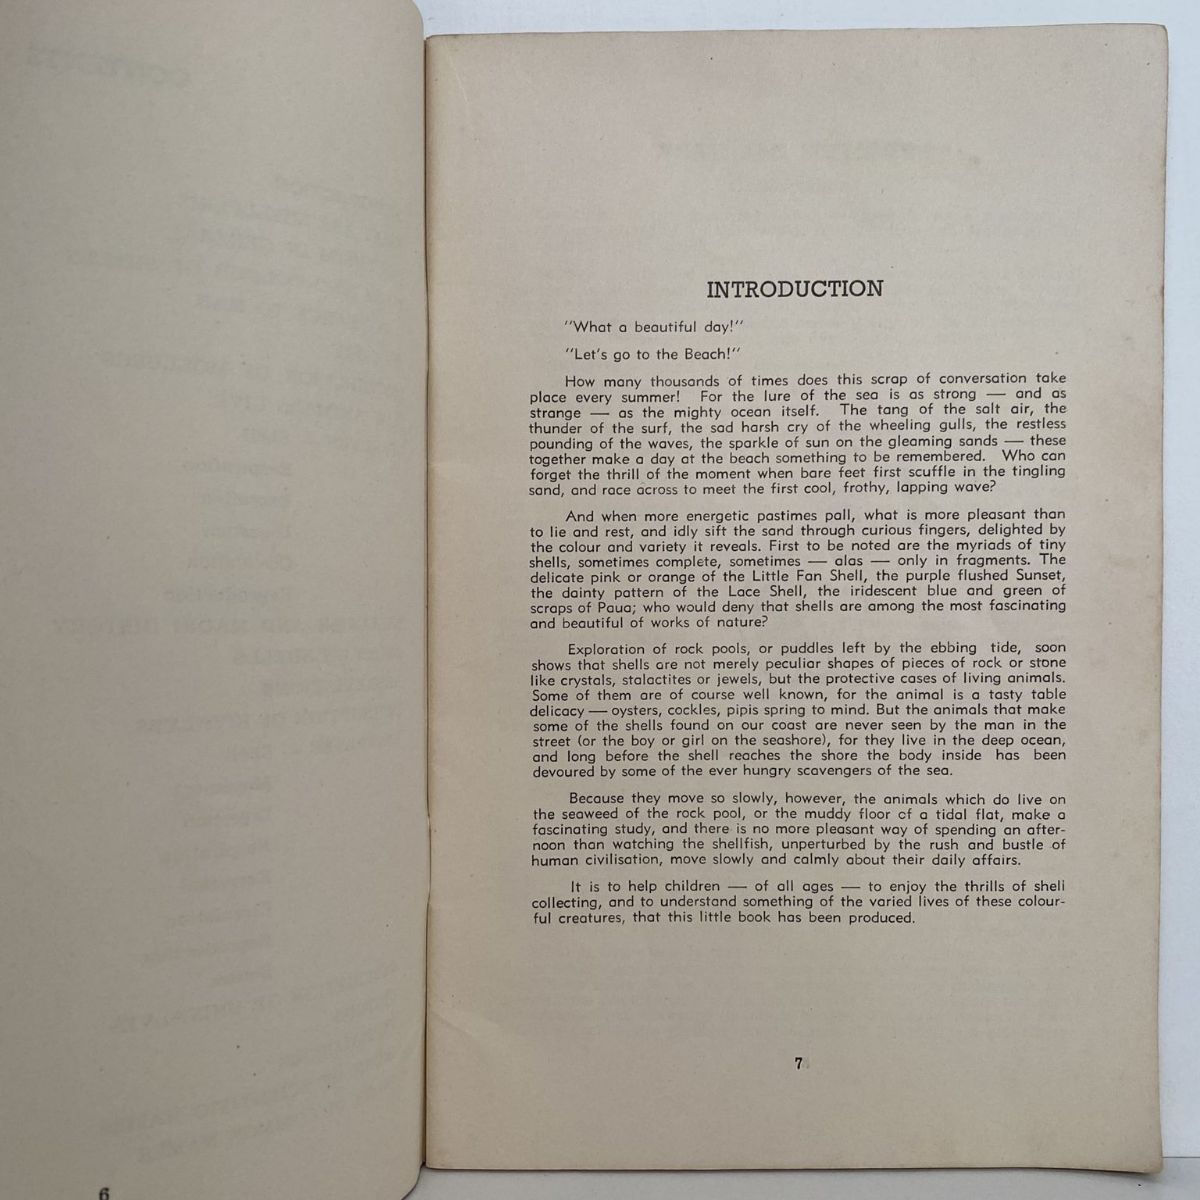 INTRODUCTION
"What a beautiful day!"
"Let's go to the Beach!"
How many thousands of times does this scrap of conversation take
place every summer! For the lure of the sea is as strong — and as
strange — as the mighty ocean itself. The tang of the salt air, the
thunder of the surf, the sad harsh cry of the wheeling gulls, the restless
pounding of the waves, the sparkle of sun on the gleaming sands — these
together make a day at the beach something to be remembered. Who can
forget the thrill of the moment when bare feet first scuffle in the tingling
sand, and race across to meet the first cool, frothy, lapping wave?
And when more energetic pastimes pall, what is more pleasant than
to lie and rest, and idly sift the sand through curious fingers, delighted by
the colour and variety it reveals. First to be noted are the myriads of tiny
shells, sometimes complete, sometimes — alas — only in fragments. The
delicate pink or orange of the Little Fan Shell, the purple flushed Sunset,
the dainty pattern of the Lace Shell, the iridescent blue and green of
scraps of Paua; who would deny that shells are among the most fascinating
and beautiful of works of nature?
Exploration of rock pools, or puddles left by the ebbing tide, soon
shows that shells are not merely peculiar shapes of pieces of rock or stone
like crystals, stalactites or jewels, but the protective cases of living animals.
Some of them are of course well known, for the animal is a tasty table
delicacy — oysters, cockles, pipis spring to mind. But the animals that make
some of the shells found on our coast are never seen by the man in the
street (or the boy or girl on the seashore), for they live in the deep ocean,
and long before the shell reaches the shore the body inside has been
devoured by some of the ever hungry scavengers of the sea.
Because they move so slowly, however, the animals which do live on
the seaweed of the rock pool, or the muddy floor of a tidal flat, make a
fascinating study, and there is no more pleasant way of spending an after-
noon than watching the shellfish, unperturbed by the rush and bustle of
human civilisation, move slowly and calmly about their daily affairs.
It is to help children — of all ages — to enjoy the thrills of shell
collecting, and to understand something of the varied lives of these colour-
ful creatures, that this little book has been produced.
7
6